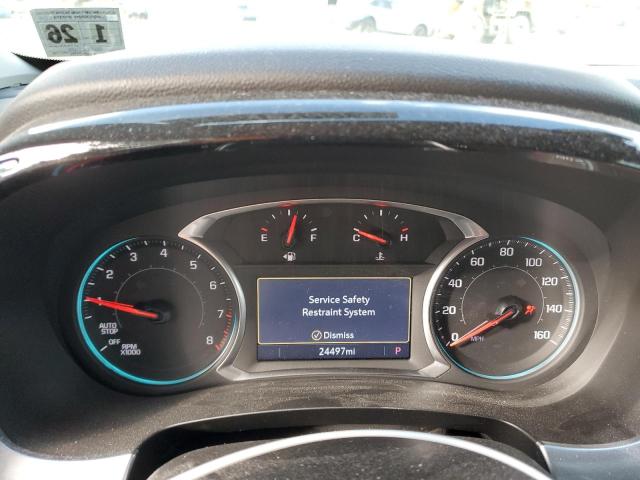 1 26
E F
C H
1 2 3 4 5 6 7 8
AUTO
STOP
OFF
RPM
X1000
Service Safety
Restraint System
Dismiss
24497mi P
0 20 40 60 80 100 120 140 160
MPH